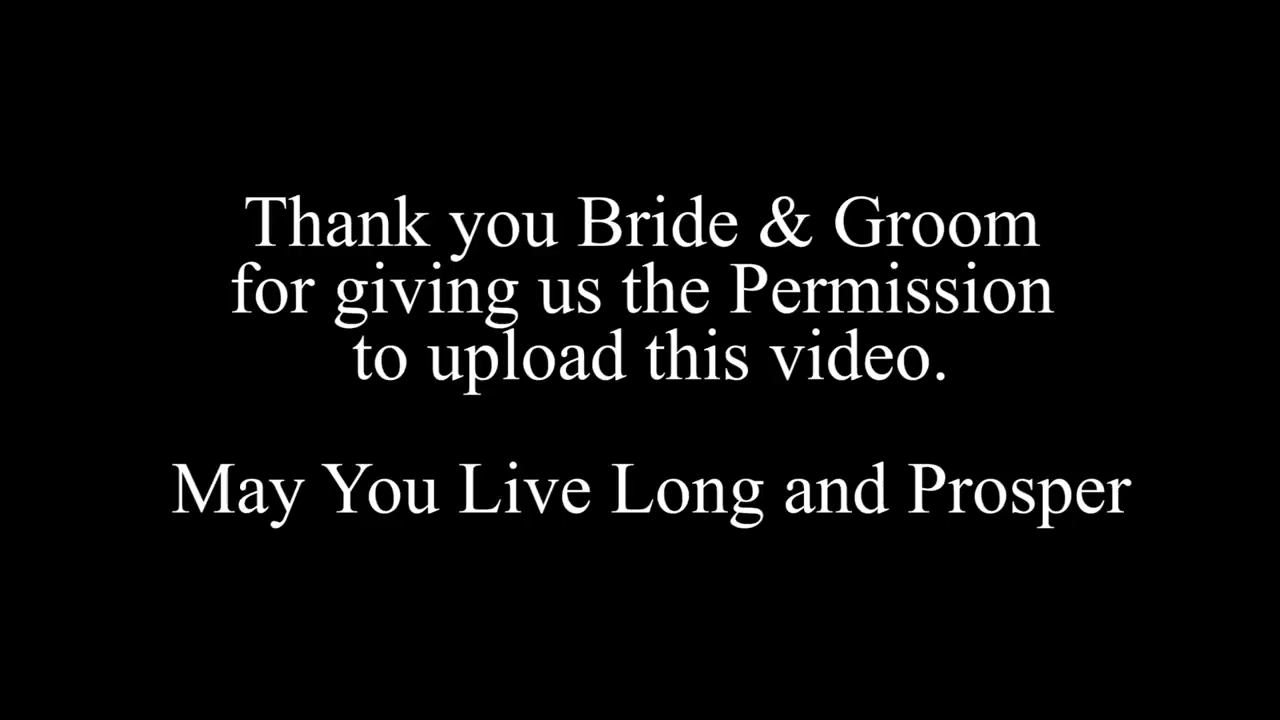 Thank you Bride & Groom
for giving us the Permission
to upload this video.
May You Live Long and Prosper